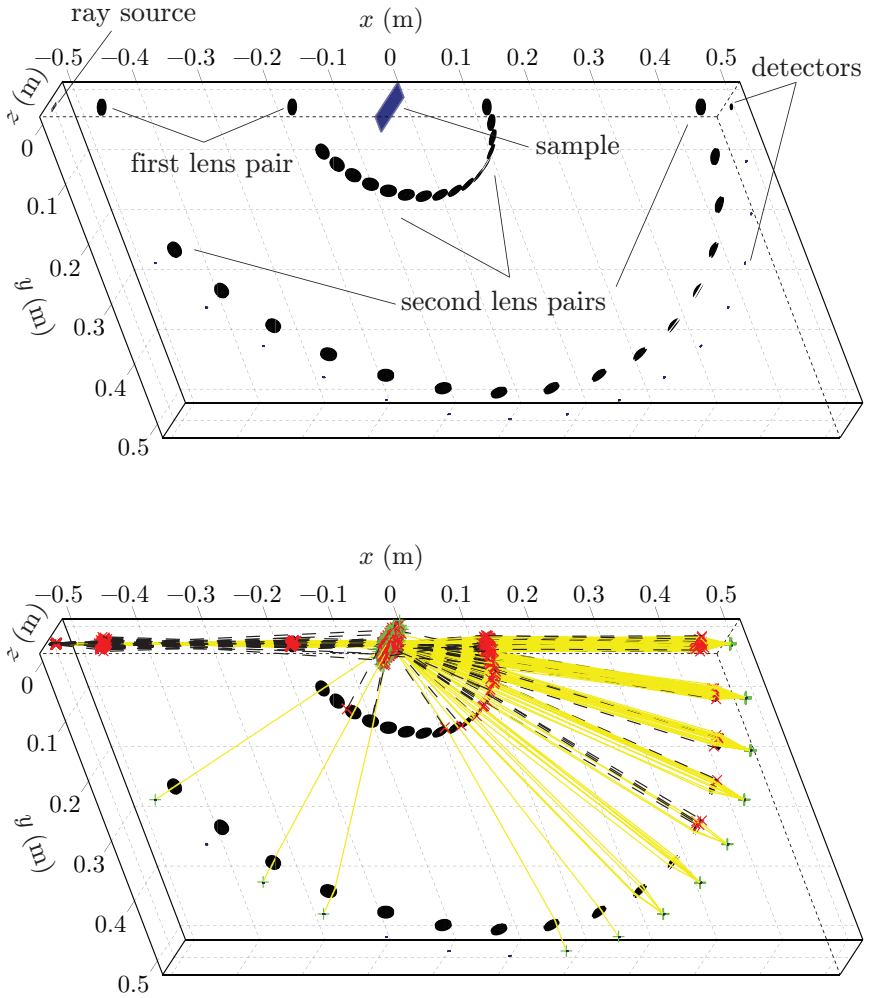 ray source
x (m)
−0.5 −0.4 −0.3 −0.2 −0.1 0 0.1 0.2 0.3 0.4 0.5
detectors
z (m)
first lens pair
sample
0
0.1
0.2
y (m)
second lens pairs
0.3
0.4
0.5
x (m)
−0.5 −0.4 −0.3 −0.2 −0.1 0 0.1 0.2 0.3 0.4 0.5
z (m)
0
0.1
0.2
y (m)
0.3
0.4
0.5